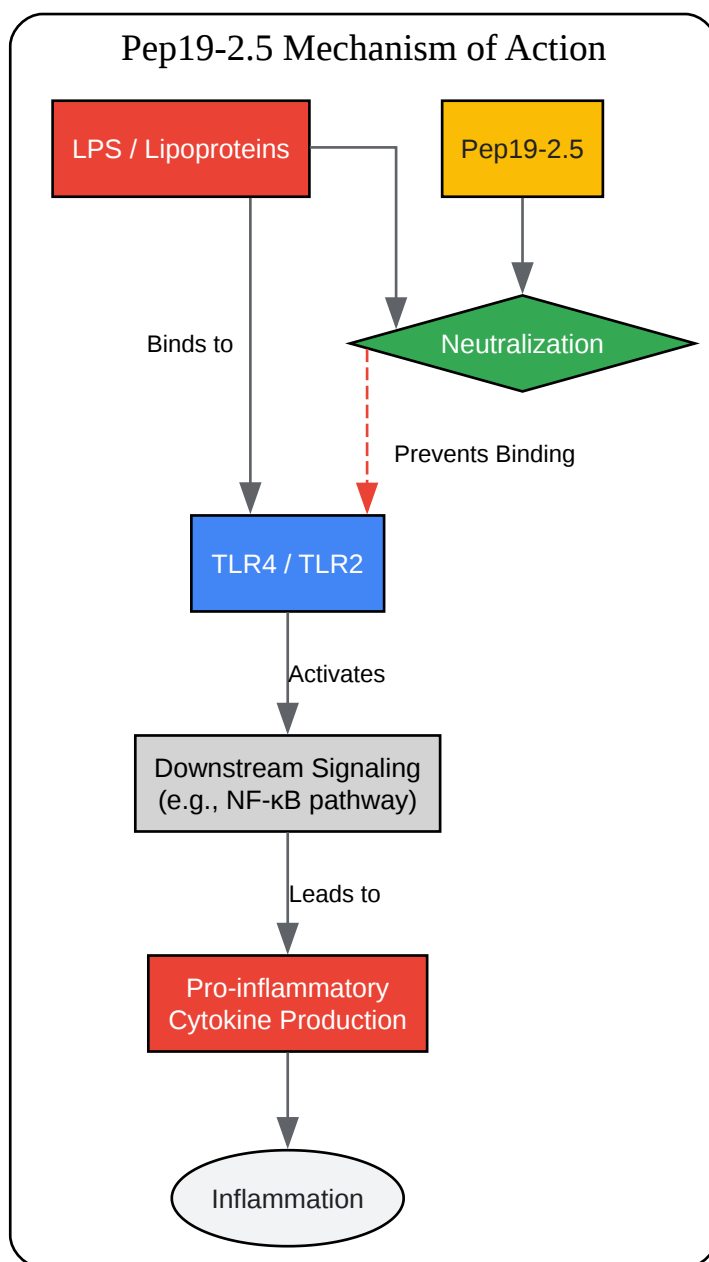 Pep19-2.5 Mechanism of Action
LPS / Lipoproteins
Pep19-2.5
Neutralization
Binds to
Prevents Binding
TLR4 / TLR2
Activates
Downstream Signaling
(e.g., NF-κB pathway)
Leads to
Pro-inflammatory
Cytokine Production
Inflammation